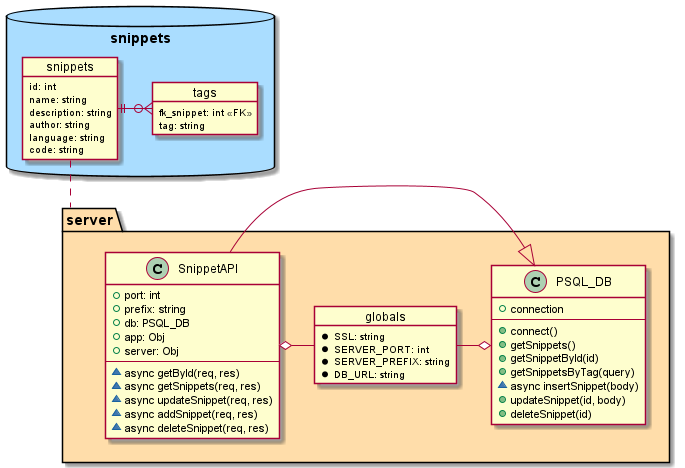 snippets
snippets
id: int
name: string
description: string
author: string
language: string
code: string
tags
fk_snippet: int «FK»
tag: string
server
C SnippetAPI
port: int
prefix: string
db: PSQL_DB
app: Obj
server: Obj
async getById(req, res)
async getSnippets(req, res)
async updateSnippet(req, res)
async addSnippet(req, res)
async deleteSnippet(req, res)
globals
SSL: string
SERVER_PORT: int
SERVER_PREFIX: string
DB_URL: string
C PSQL_DB
connection
connect()
getSnippets()
getSnippetById(id)
getSnippetsByTag(query)
async insertSnippet(body)
updateSnippet(id, body)
deleteSnippet(id)